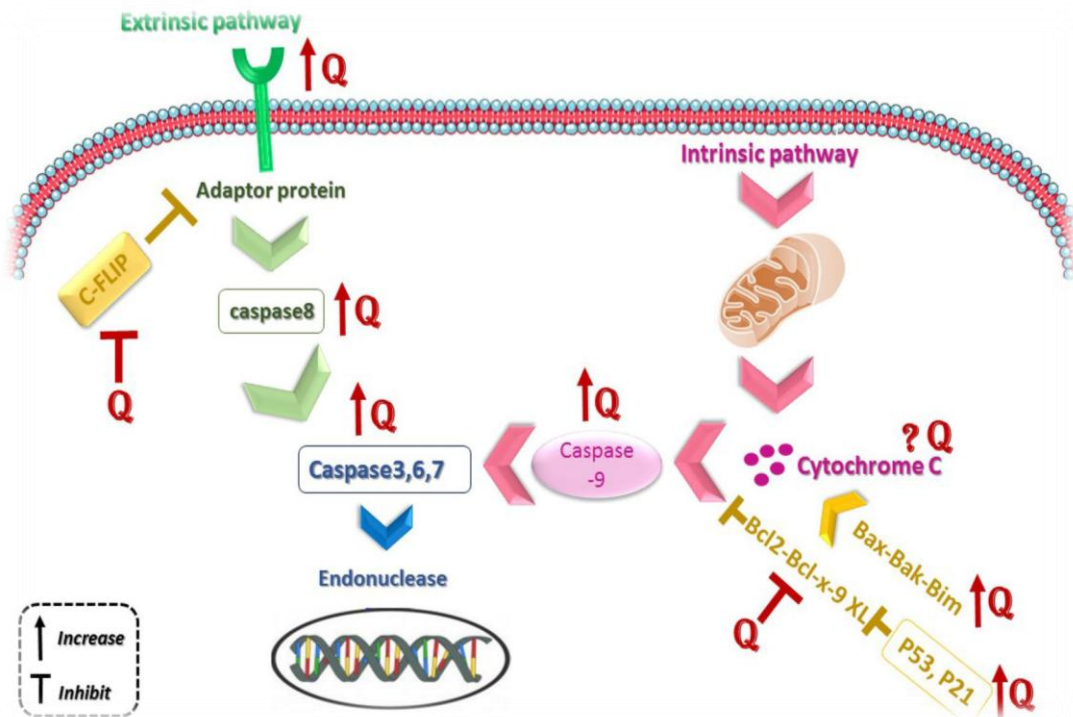 Extrinsic pathway
Q
Intrinsic pathway
Adaptor protein
C-FLIP
caspase8
Q
Q
Q
Q
? Q
Caspase3,6,7
Caspase
-9
Cytochrome C
Bcl2-Bcl-x-9 XL
Bax-Bak-Bim
Q
Q
Endonuclease
P53, P21
Q
Increase
Inhibit